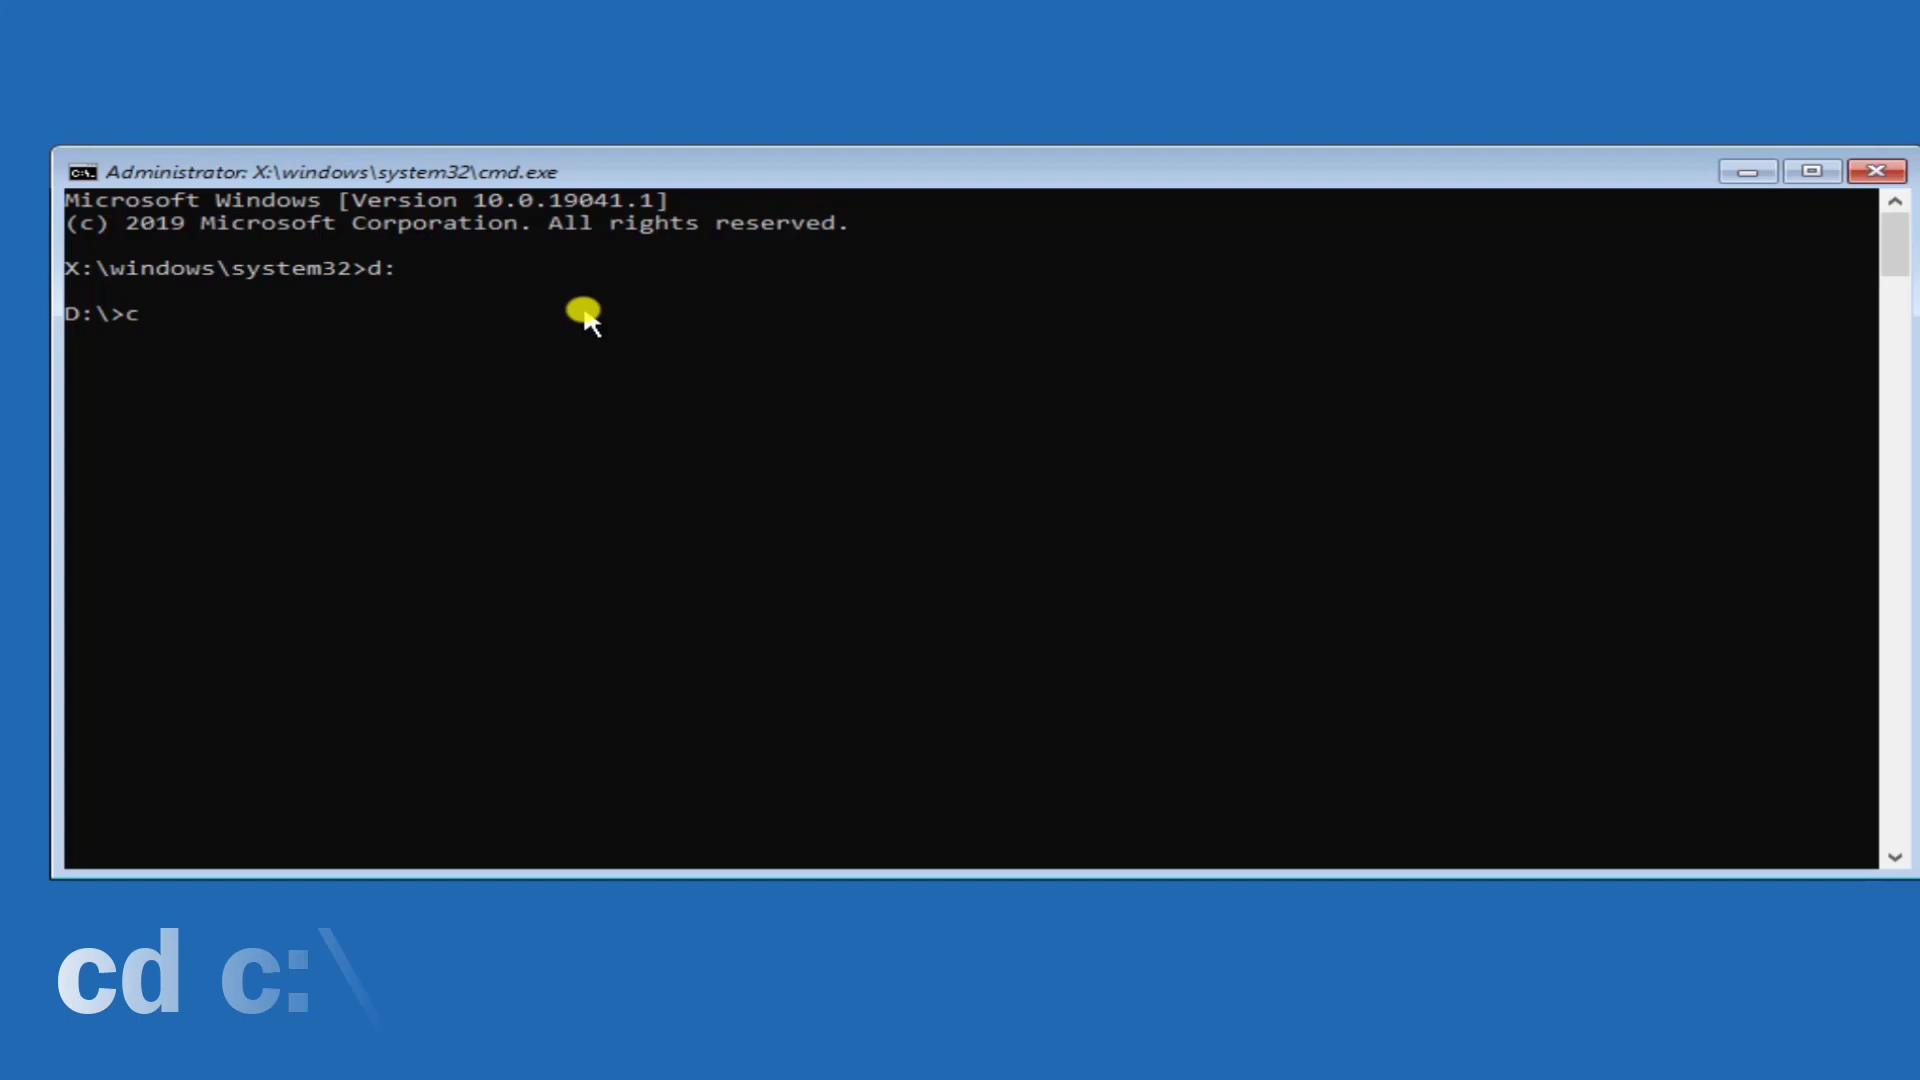 Administrator: X:\windows\system32\cmd.exe
Microsoft Windows [Version 10.0.19041.1]
(c) 2019 Microsoft Corporation. All rights reserved.
X:\windows\system32>d:
D:\>c
cd c:\